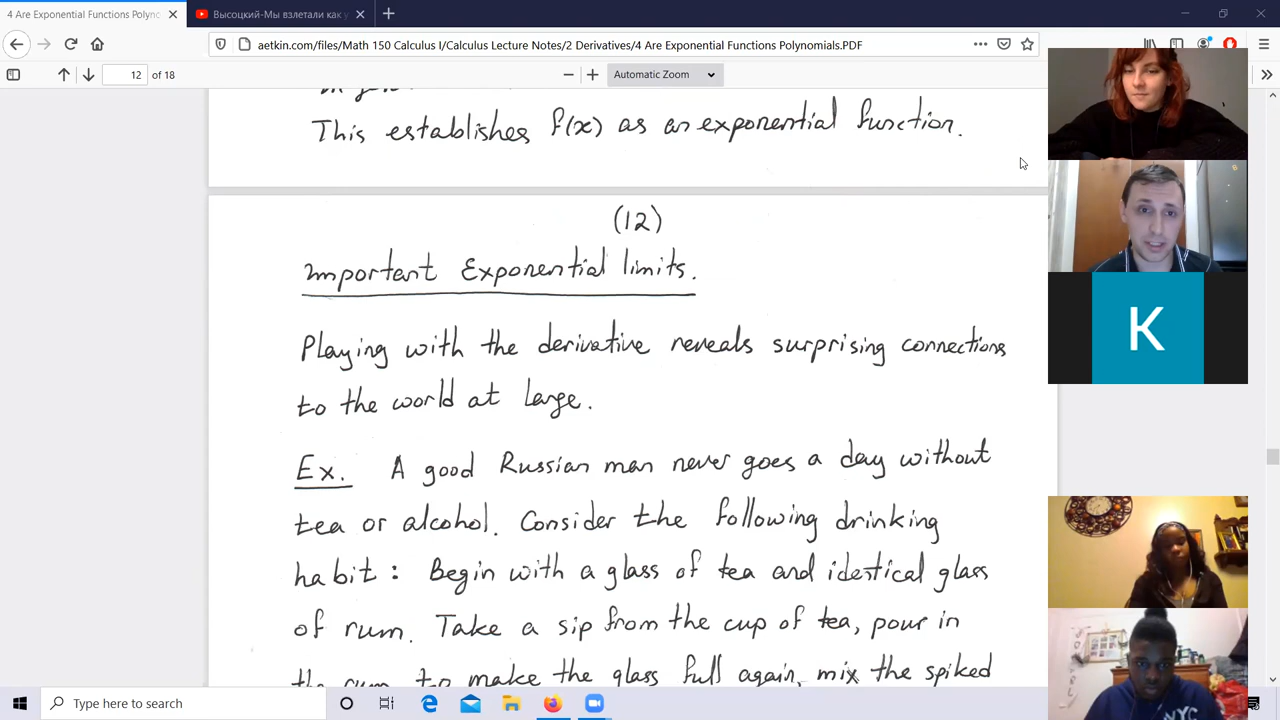 4 Are Exponential Functions Polyno
Высоцкий-Мы взлетали как у
aetkin.com/files/Math 150 Calculus I/Calculus Lecture Notes/2 Derivatives/4 Are Exponential Functions Polynomials.PDF
12 of 18
Automatic Zoom
This establishes f(x) as an exponential function.
(12)
Important Exponential limits.
Playing with the derivative reveals surprising connections
to the world at large.
Ex. A good Russian man never goes a day without
tea or alcohol. Consider the following drinking
habit: Begin with a glass of tea and identical glass
of rum. Take a sip from the cup of tea, pour in
the rum to make the glass full again, mix the spiked
K
NYC
Type here to search